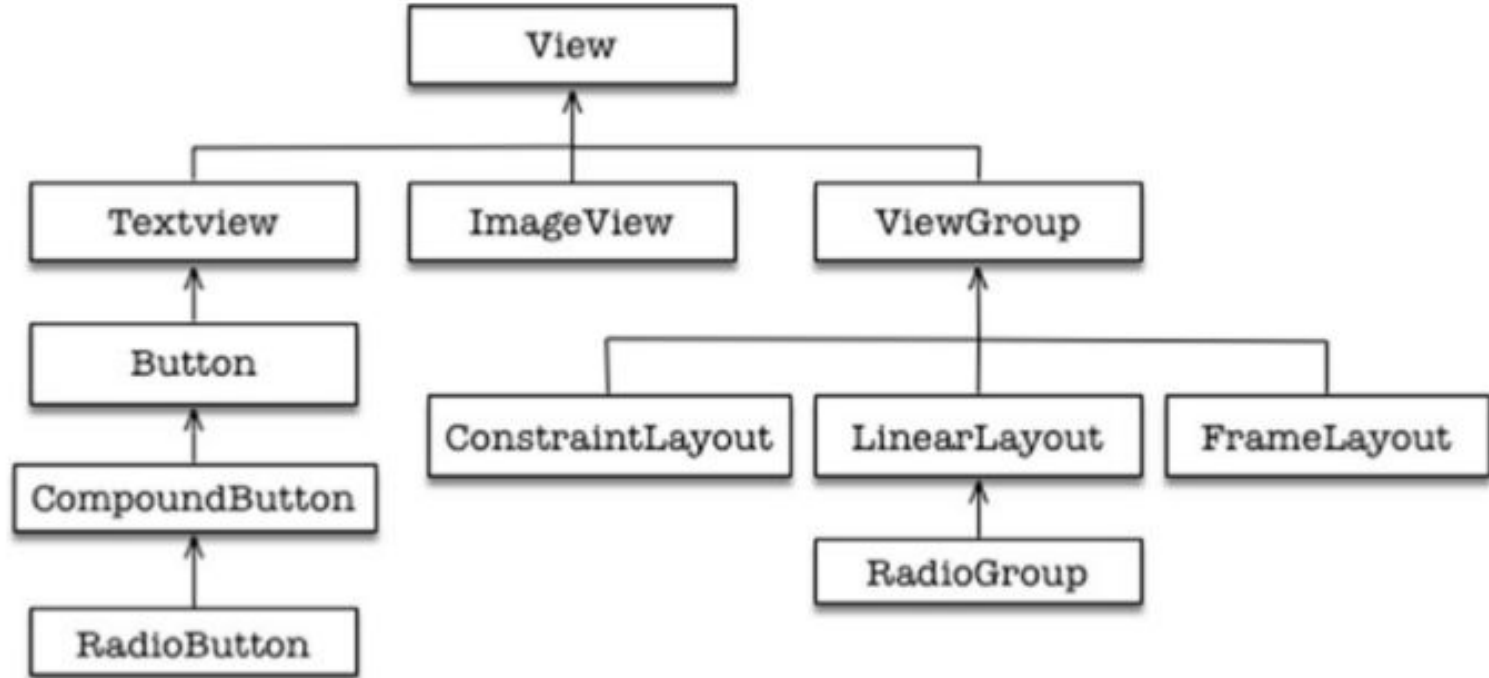 View
Textview
ImageView
ViewGroup
Button
ConstraintLayout
LinearLayout
FrameLayout
CompoundButton
RadioGroup
RadioButton